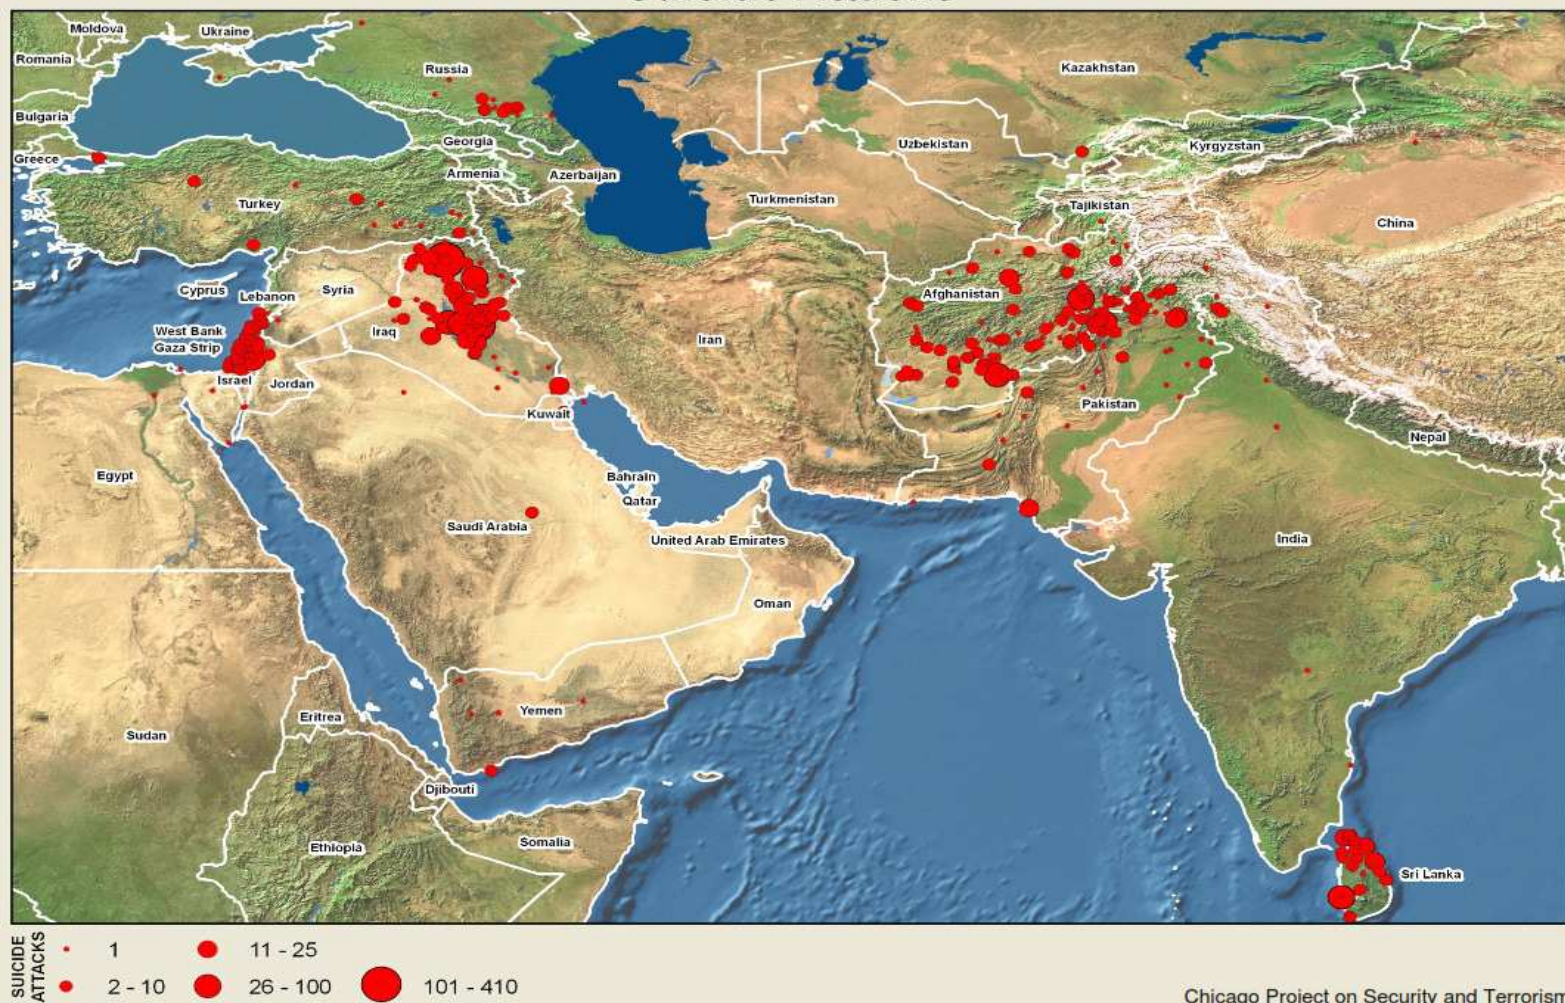 Moldova
Ukraine
Romania
Russia
Kazakhstan
Bulgaria
Georgia
Uzbekistan
Kyrgyzstan
Greece
Armenia
Azerbaijan
Turkey
Turkmenistan
Tajikistan
China
Cyprus
Lebanon
Syria
Afghanistan
West Bank
Gaza Strip
Iraq
Iran
Israel
Jordan
Kuwait
Pakistan
Nepal
Egypt
Bahrain
Qatar
Saudi Arabia
United Arab Emirates
India
Oman
Eritrea
Yemen
Sudan
Djibouti
Somalia
Ethiopia
Sri Lanka
SUICIDE
ATTACKS
1
11 - 25
2 - 10
26 - 100
101 - 410
Chicago Project on Security and Terrorism